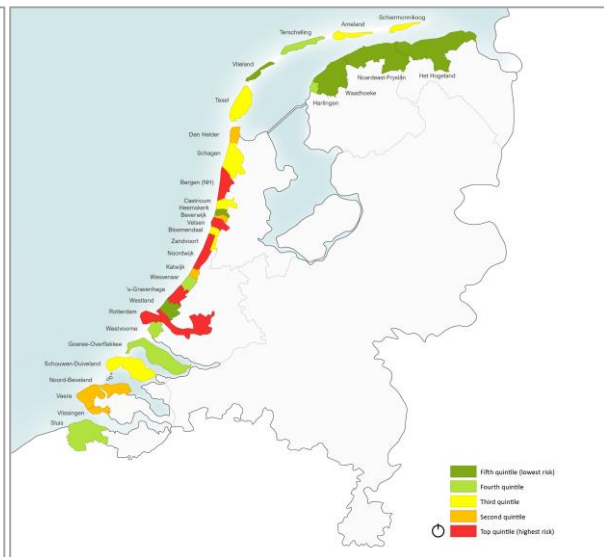 Schiermonnikoog
Ameland
Terschelling
Vlieland
Noardeast-Fryslân
Het Hogeland
Waadhoeke
Harlingen
Texel
Den Helder
Schagen
Bergen (NH)
Castricum
Heemskerk
Beverwijk
Velsen
Bloemendaal
Zandvoort
Noordwijk
Katwijk
Wassenaar
's-Gravenhage
Westland
Rotterdam
Westvoorne
Goeree-Overflakkee
Schouwen-Duiveland
Noord-Beveland
Veere
Vlissingen
Sluis
Fifth quintile (lowest risk)
Fourth quintile
Third quintile
Second quintile
Top quintile (highest risk)